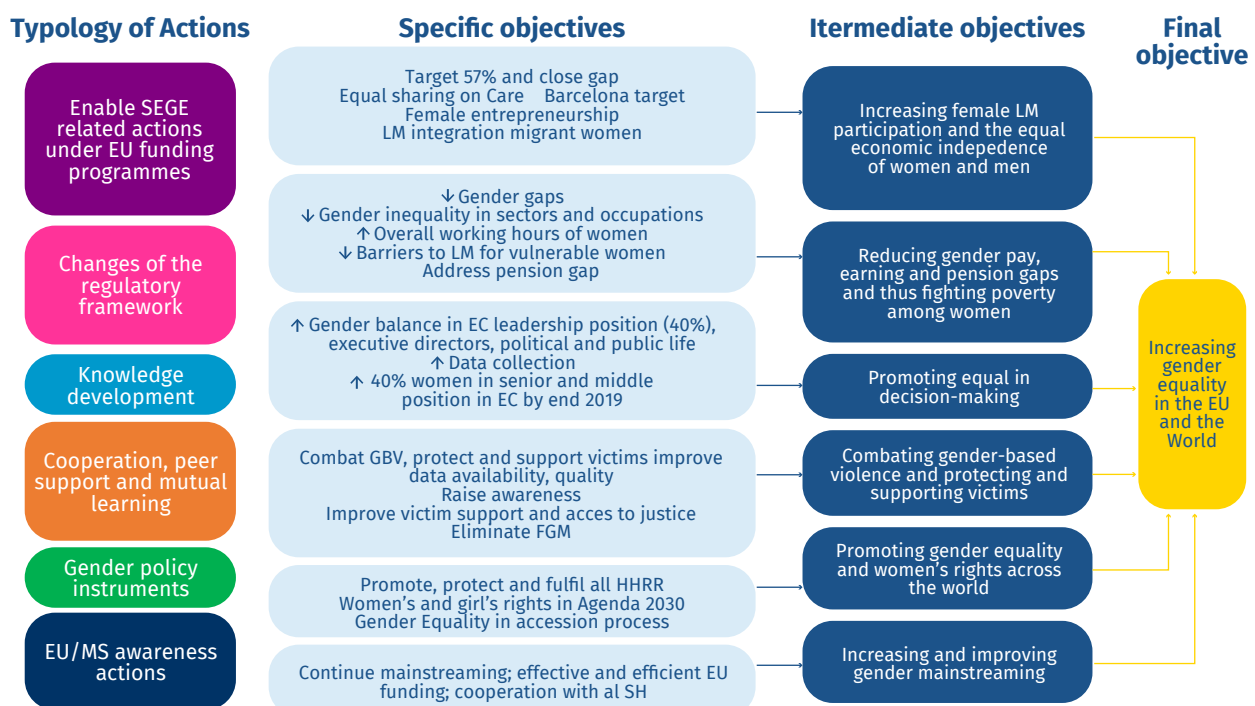 Typology of Actions
Specific objectives
Itermediate objectives
Final
objective
Enable SEGE
related actions
under EU funding
programmes
Changes of the
regulatory
framework
Knowledge
development
Cooperation, peer
support and mutual
learning
Gender policy
instruments
EU/MS awareness
actions
Target 57% and close gap
Equal sharing on Care Barcelona target
Female entrepreneurship
LM integration migrant women
↓ Gender gaps
↓ Gender inequality in sectors and occupations
↑ Overall working hours of women
↓ Barriers to LM for vulnerable women
Address pension gap
↑ Gender balance in EC leadership position (40%),
executive directors, political and public life
↑ Data collection
↑ 40% women in senior and middle
position in EC by end 2019
Combat GBV, protect and support victims improve
data availability, quality
Raise awareness
Improve victim support and acces to justice
Eliminate FGM
Promote, protect and fulfil all HHRR
Women's and girl's rights in Agenda 2030
Gender Equality in accession process
Continue mainstreaming; effective and efficient EU
funding; cooperation with al SH
Increasing female LM
participation and the equal
economic indepedence
of women and men
Reducing gender pay,
earning and pension gaps
and thus fighting poverty
among women
Promoting equal in
decision-making
Combating gender-based
violence and protecting and
supporting victims
Promoting gender equality
and women's rights across
the world
Increasing and improving
gender mainstreaming
Increasing
gender
equality
in the EU
and the
World